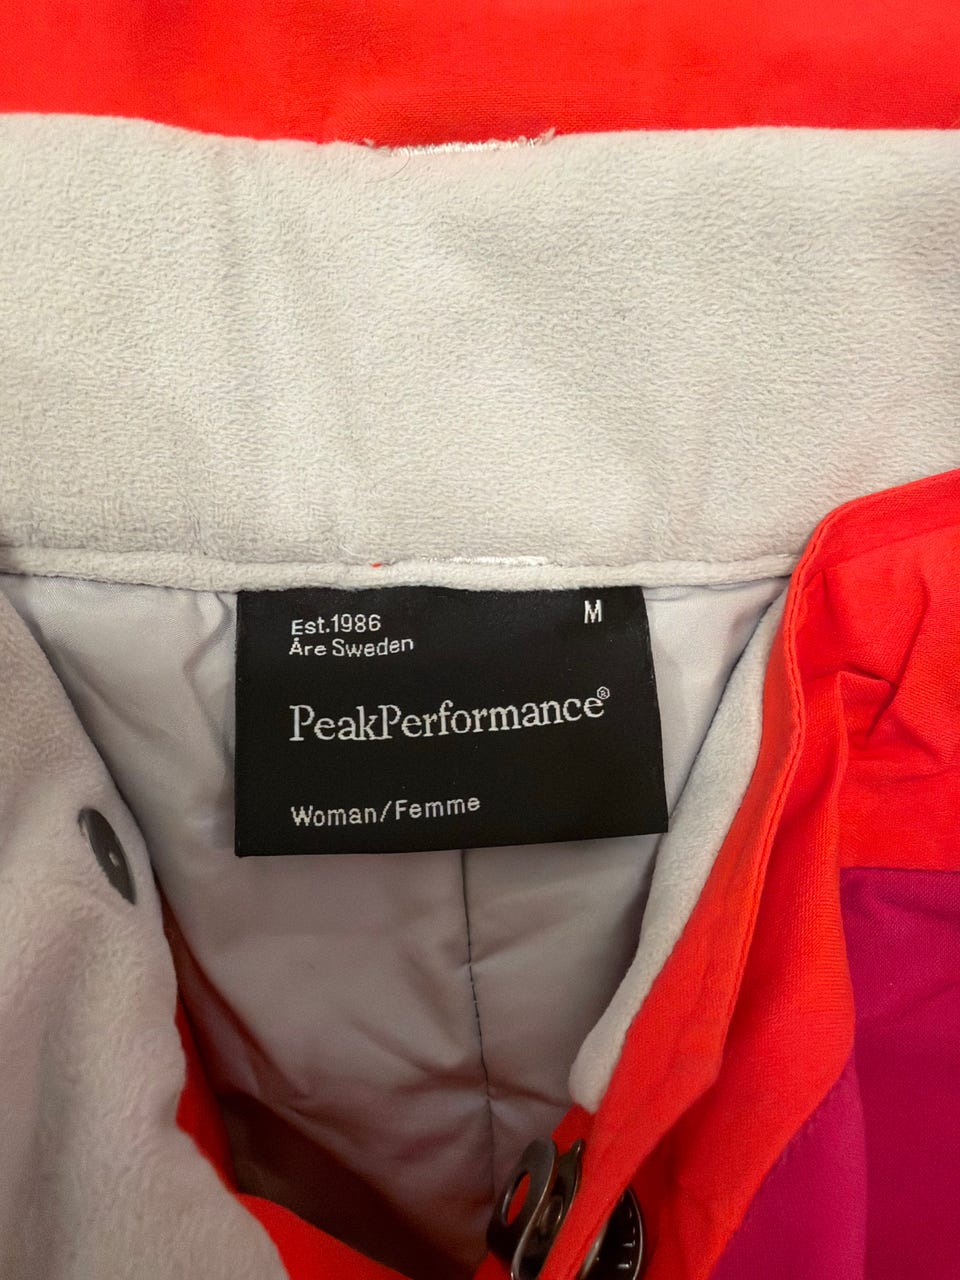 Est.1986 M
Åre Sweden
PeakPerformance®
Woman/Femme